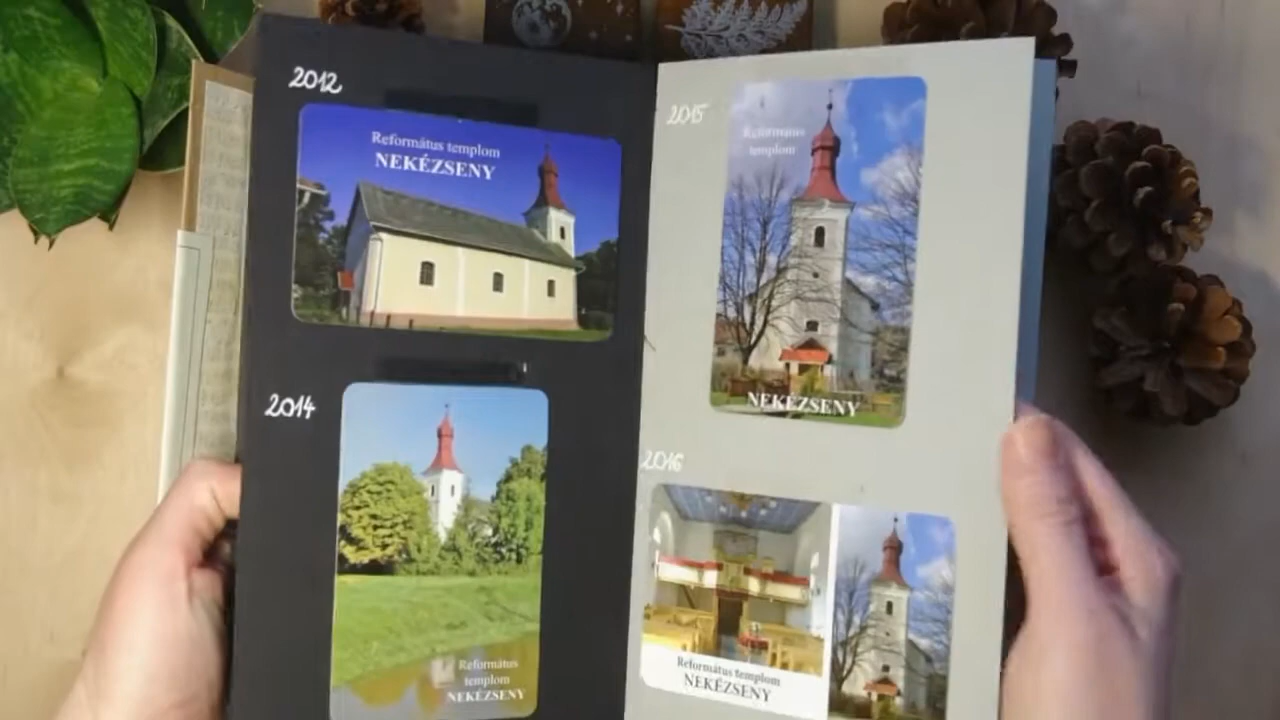 2012
Református templom
NEKÉZSENY
2014
Református
templom
NEKÉZSENY
2015
Református
templom
NEKÉZSENY
2016
Református templom
NEKÉZSENY